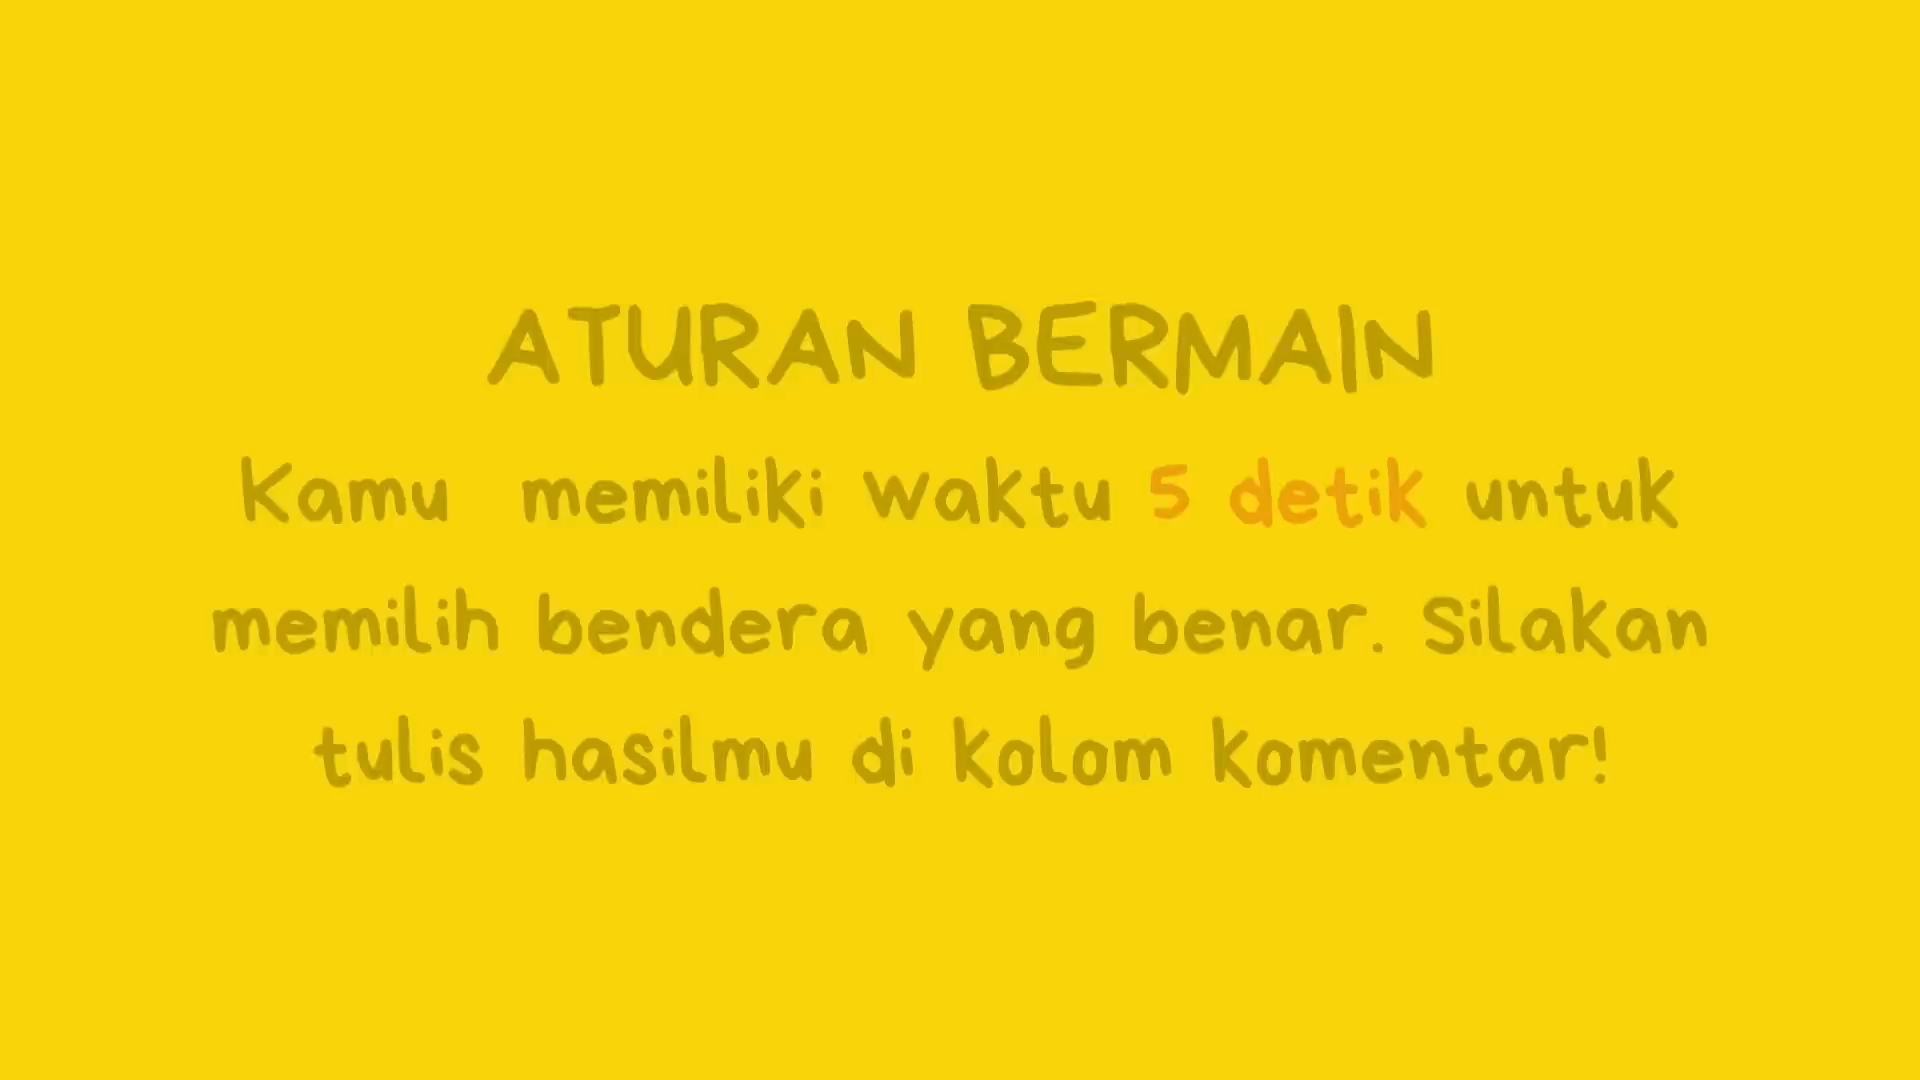 ATURAN BERMAIN
Kamu memiliki waktu 5 detik untuk
memilih bendera yang benar. Silakan
tulis hasilmu di kolom komentar!